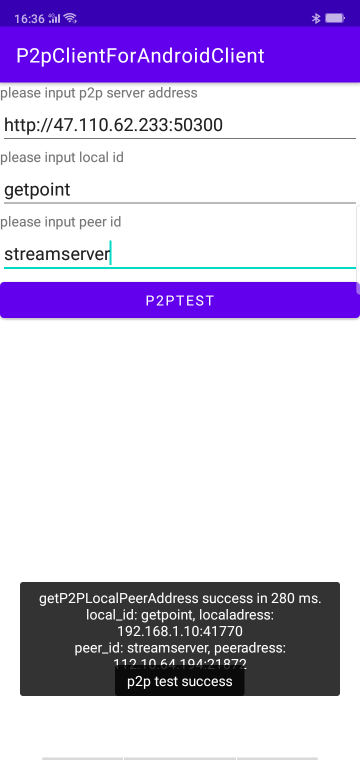 16:36
P2pClientForAndroidClient
please input p2p server address
http://47.110.62.233:50300
please input local id
getpoint
please input peer id
streamserver
P2PTEST
getP2PLocalPeerAddress success in 280 ms.
local_id: getpoint, localadress:
192.168.1.10:41770
peer_id: streamserver, peeradress:
112.10.64.194:21872
p2p test success